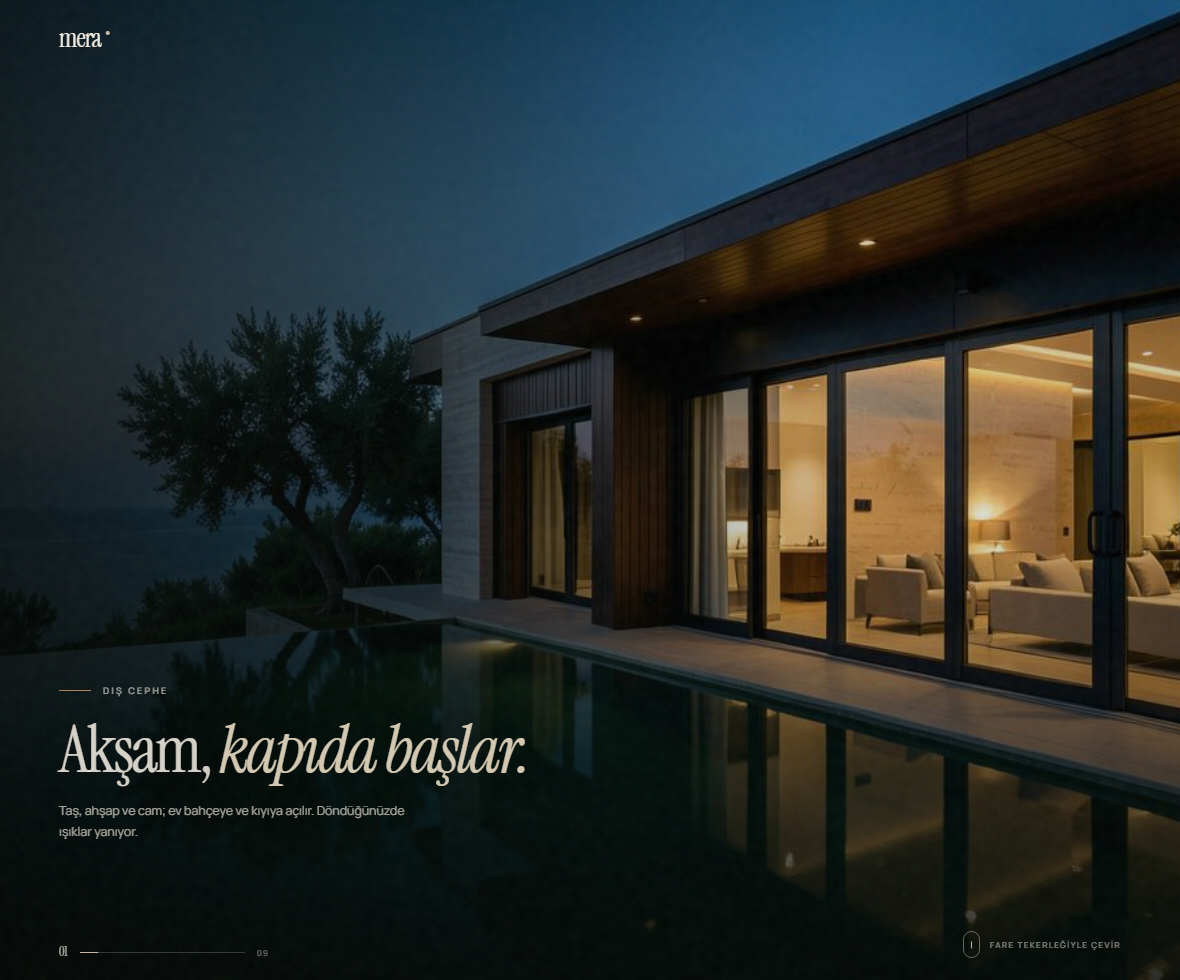 mera
DIŞ CEPHE
Akşam, kapıda başlar.
Taş, ahşap ve cam; ev bahçeye ve kıyıya açılır. Döndüğünüzde
ışıklar yanıyor.
01
09
FARE TEKERLEĞİYLE ÇEVİR